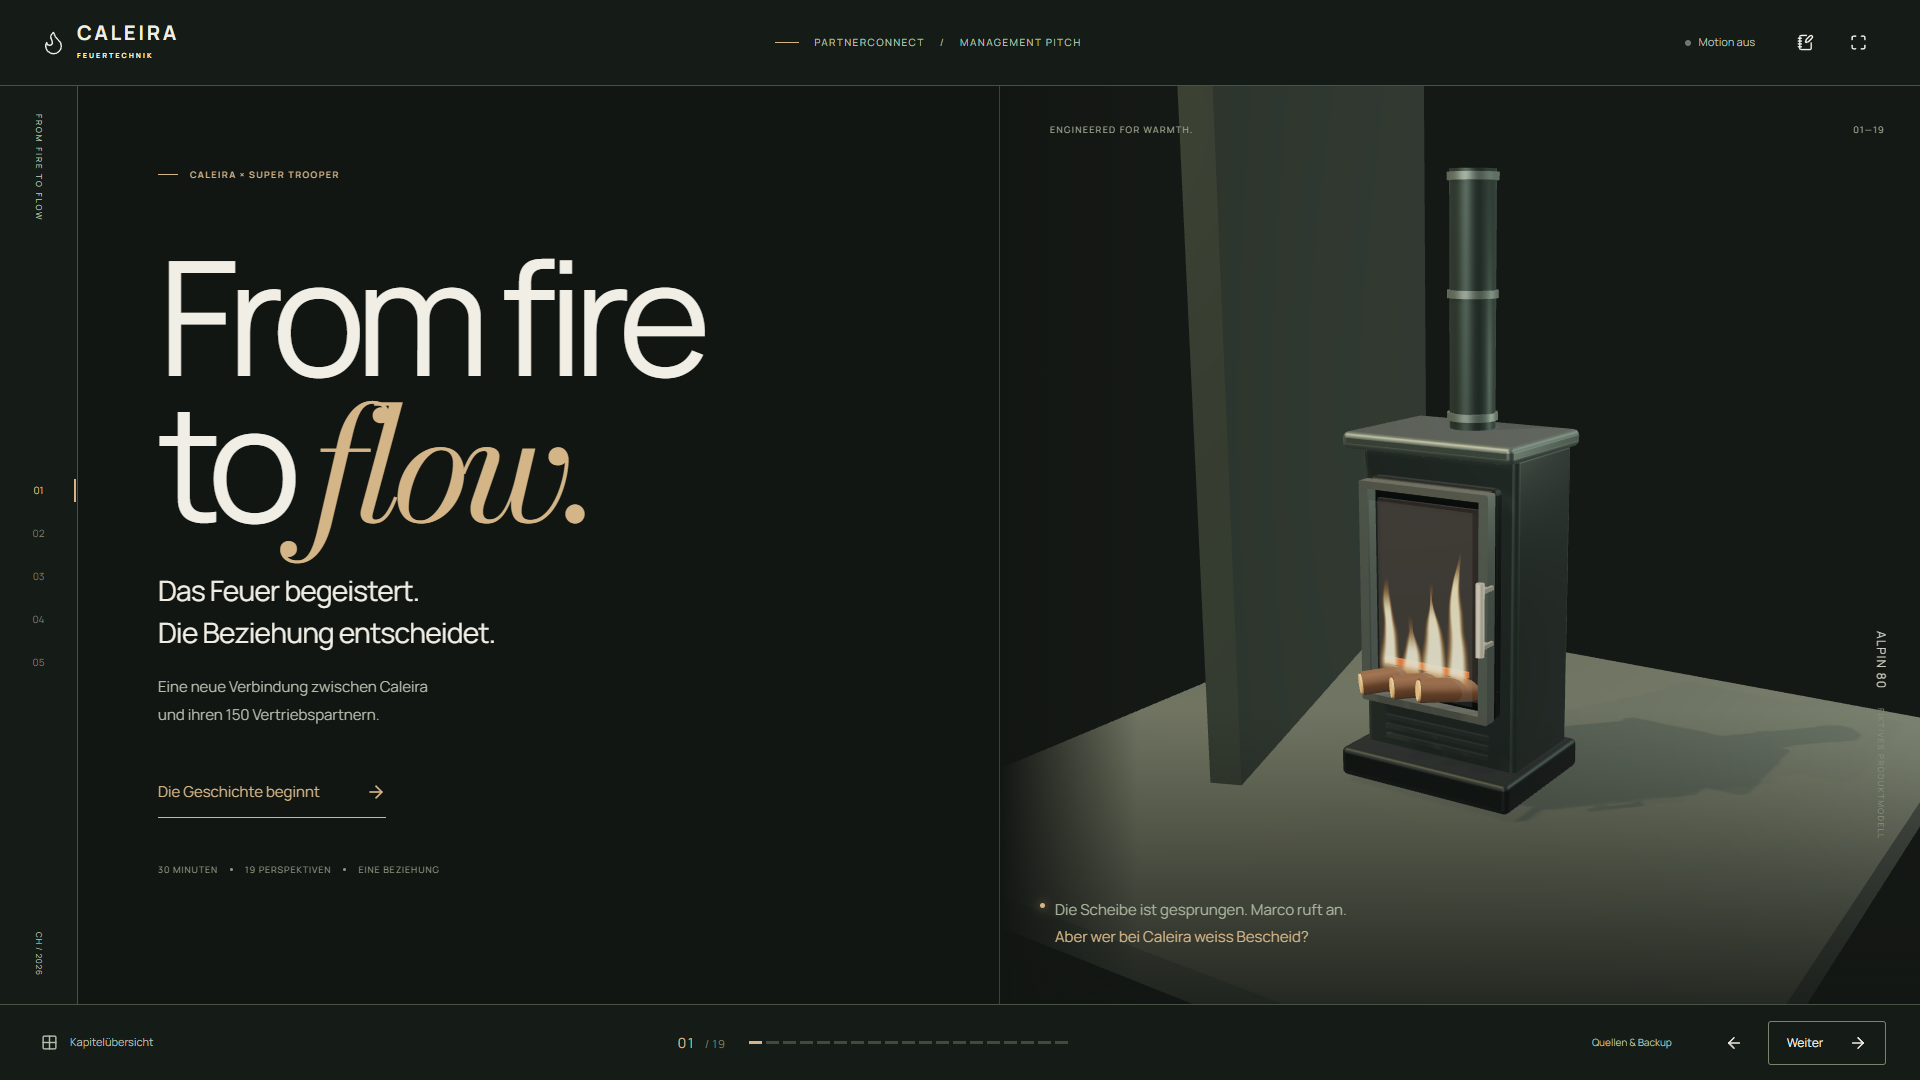 CALEIRA
FEUERTECHNIK
PARTNERCONNECT / MANAGEMENT PITCH
Motion aus
FROM FIRE TO FLOW
01
02
03
04
05
CH / 2026
CALEIRA × SUPER TROOPER
From fire
to flow.
Das Feuer begeistert.
Die Beziehung entscheidet.
Eine neue Verbindung zwischen Caleira
und ihren 150 Vertriebspartnern.
Die Geschichte beginnt
30 MINUTEN • 19 PERSPEKTIVEN • EINE BEZIEHUNG
ENGINEERED FOR WARMTH.
01—19
ALPIN 80
FIKTIVES PRODUKTMODELL
Die Scheibe ist gesprungen. Marco ruft an.
Aber wer bei Caleira weiss Bescheid?
Kapitelübersicht
01 / 19
Quellen & Backup
Weiter